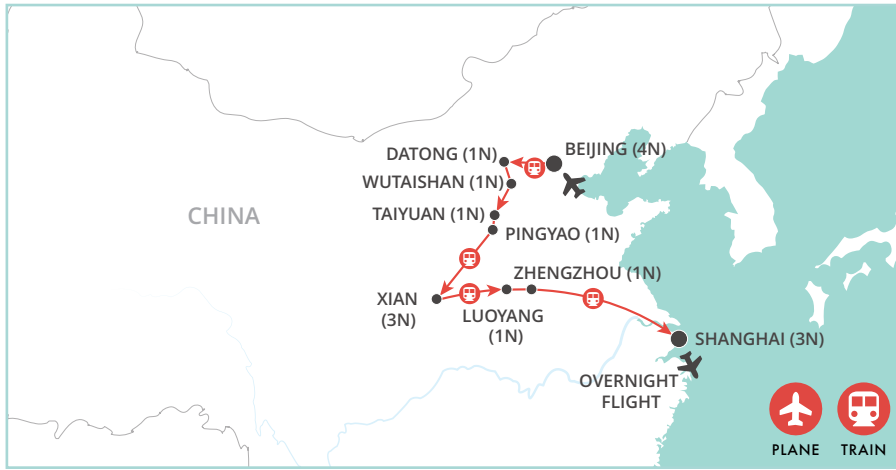 BEIJING (4N)
DATONG (1N)
WUTAISHAN (1N)
TAIYUAN (1N)
CHINA
PINGYAO (1N)
ZHENGZHOU (1N)
XIAN
(3N)
LUOYANG
(1N)
SHANGHAI (3N)
OVERNIGHT
FLIGHT
PLANE
TRAIN